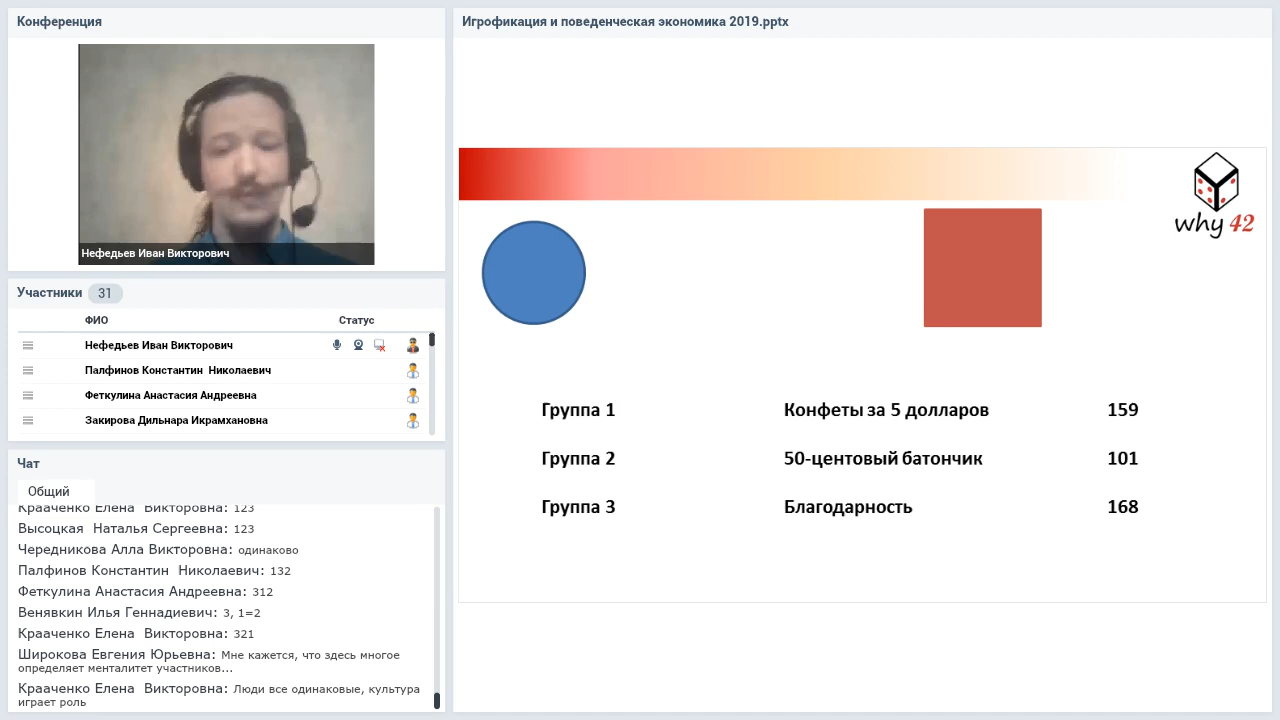 Конференция
Нефедьев Иван Викторович
Участники 31
ФИО Статус
Нефедьев Иван Викторович
Палфинов Константин Николаевич
Феткулина Анастасия Андреевна
Закирова Дильнара Икрамхановна
Чат
Общий
Крааченко Елена Викторовна: 123
Высоцкая Наталья Сергеевна: 123
Чередникова Алла Викторовна: одинаково
Палфинов Константин Николаевич: 132
Феткулина Анастасия Андреевна: 312
Венявкин Илья Геннадиевич: 3, 1=2
Крааченко Елена Викторовна: 321
Широкова Евгения Юрьевна: Мне кажется, что здесь многое
определяет менталитет участников...
Крааченко Елена Викторовна: Люди все одинаковые, культура
играет роль
Игрофикация и поведенческая экономика 2019.pptx
why 42
Группа 1 Конфеты за 5 долларов 159
Группа 2 50-центовый батончик 101
Группа 3 Благодарность 168